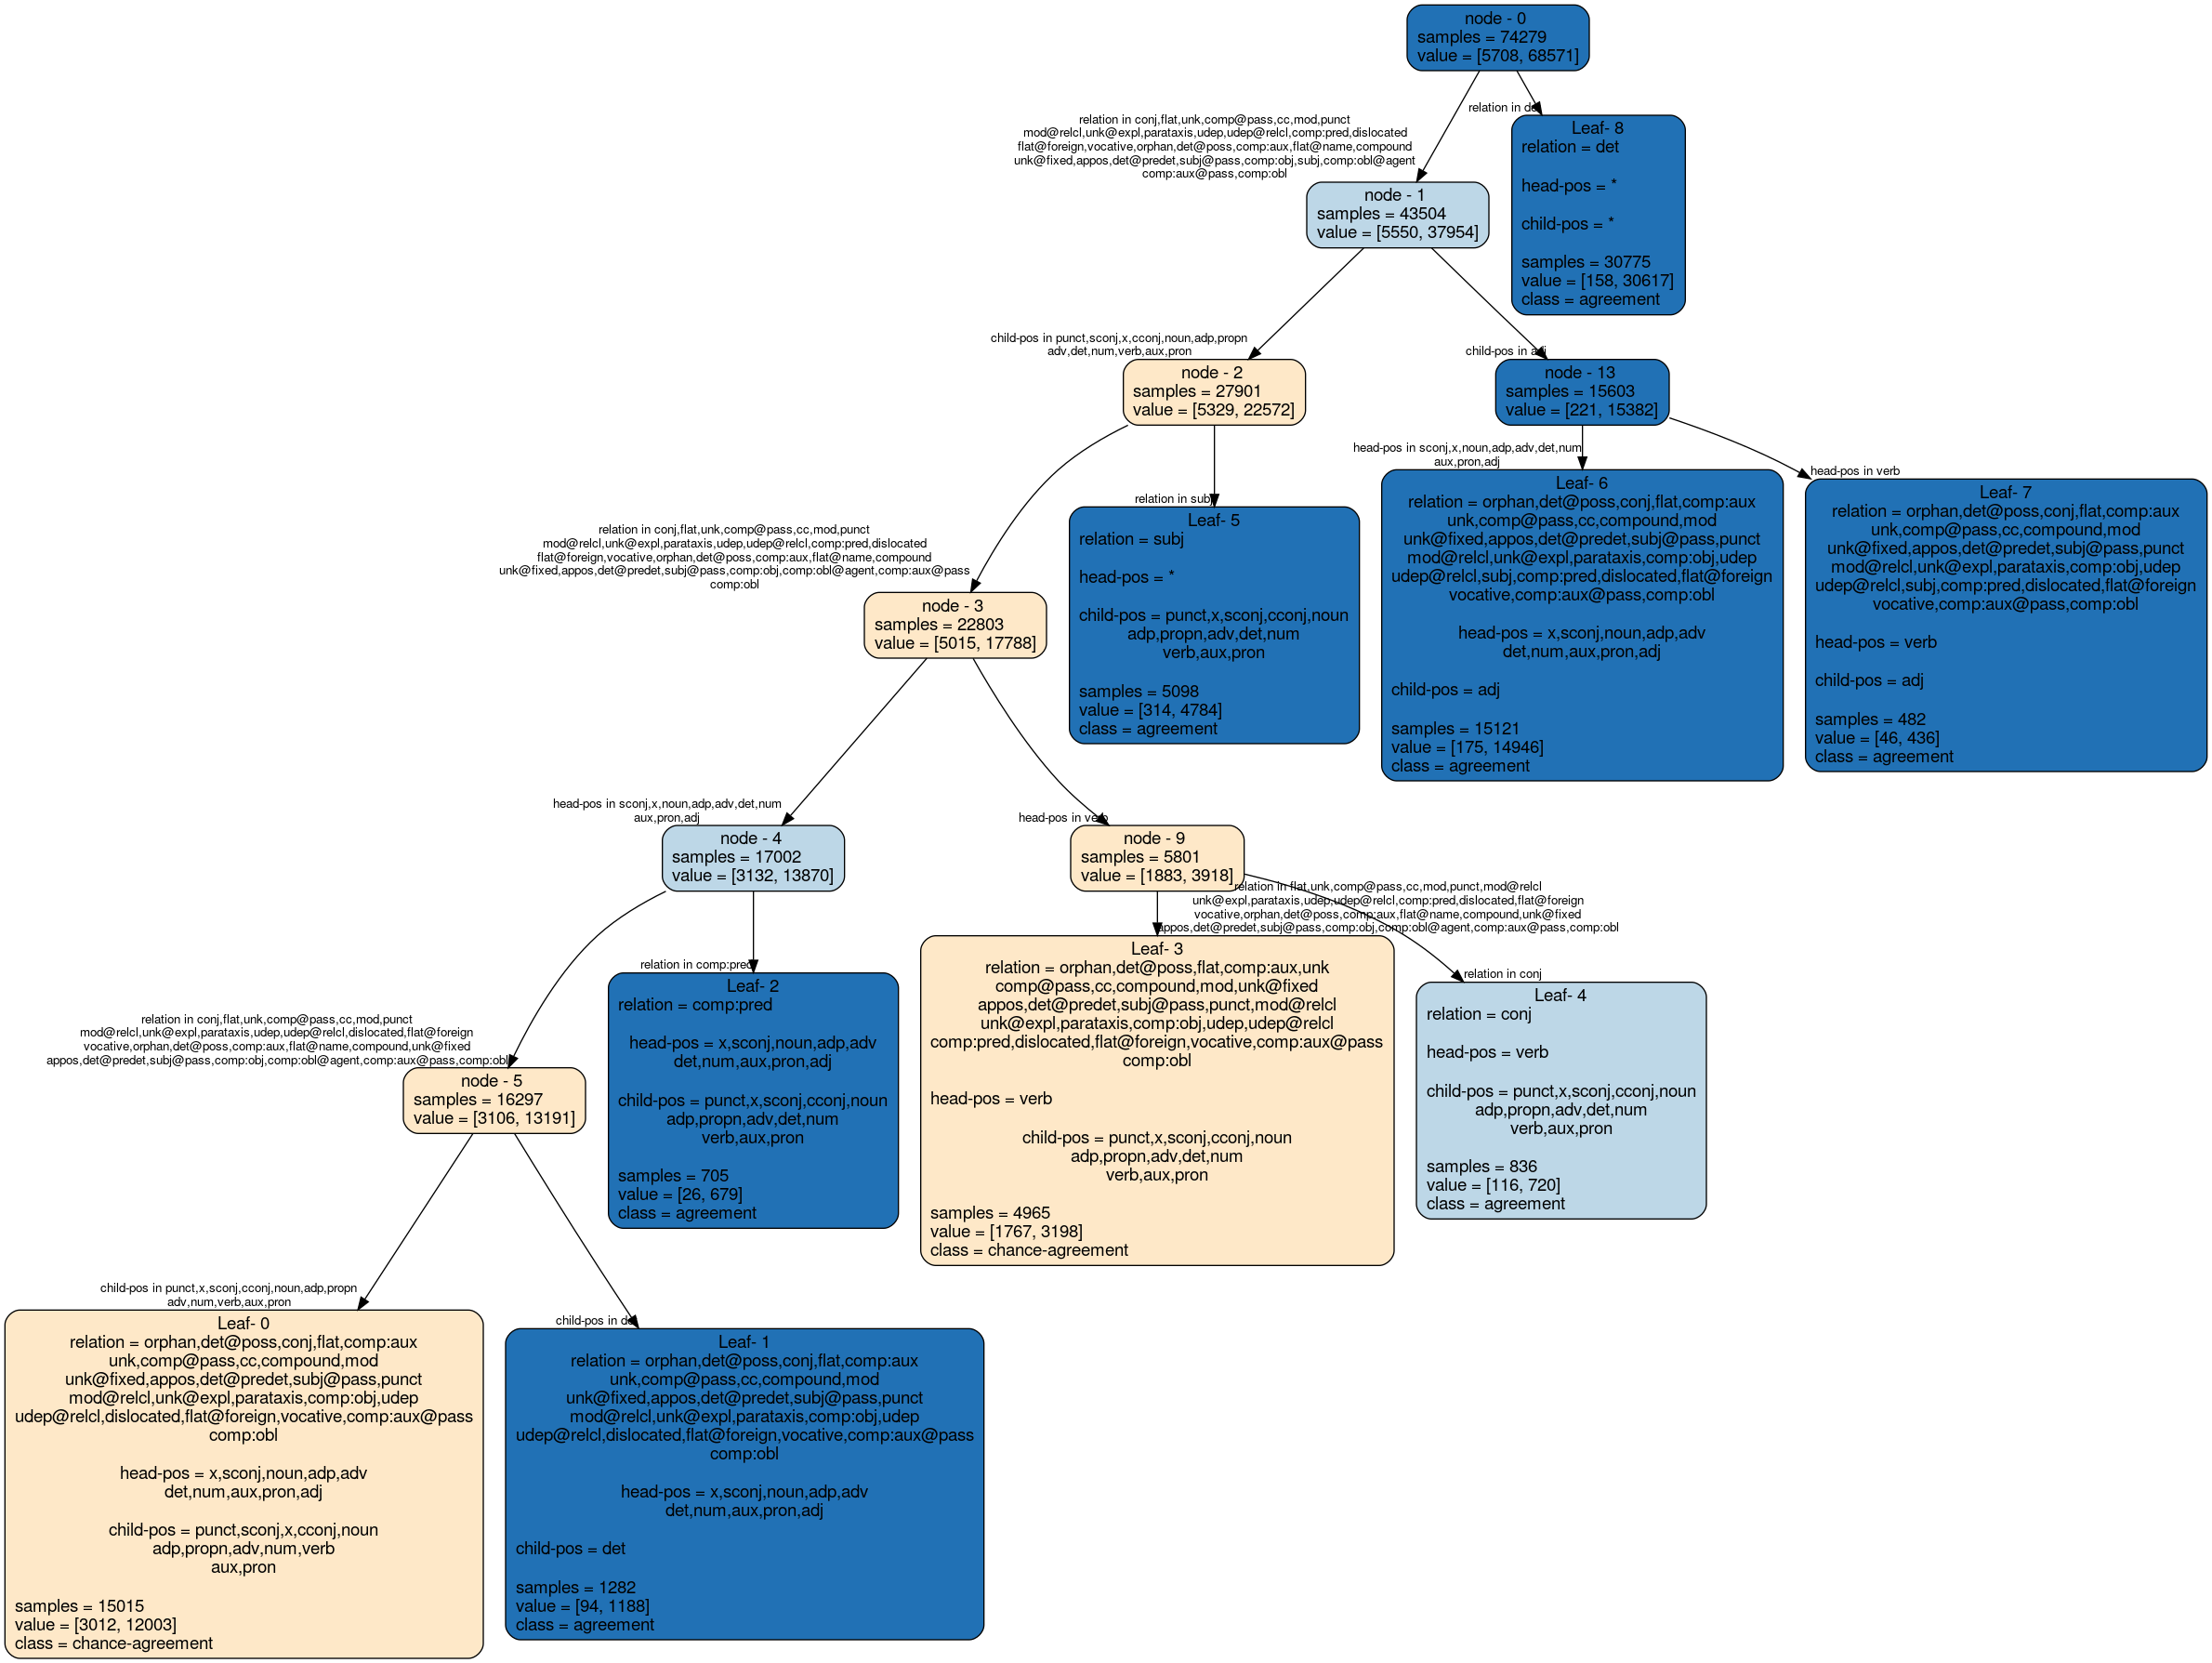 node - 0
samples = 74279
value = [5708, 68571]
relation in conj,flat,unk,comp@pass,cc,mod,punct
mod@relcl,unk@expl,parataxis,udep,udep@relcl,comp:pred,dislocated
flat@foreign,vocative,orphan,det@poss,comp:aux,flat@name,compound
unk@fixed,appos,det@predet,subj@pass,comp:obj,subj,comp:obl@agent
comp:aux@pass,comp:obl
relation in
Leaf- 8
relation = det
head-pos = *
child-pos = *
samples = 30775
value = [158, 30617]
class = agreement
node - 1
samples = 43504
value = [5550, 37954]
child-pos in punct,sconj,x,cconj,noun,adp,propn
adv,det,num,verb,aux,pron
child-pos in adj
node - 2
samples = 27901
value = [5329, 22572]
node - 13
samples = 15603
value = [221, 15382]
relation in conj,flat,unk,comp@pass,cc,mod,punct
mod@relcl,unk@expl,parataxis,udep,udep@relcl,comp:pred,dislocated
flat@foreign,vocative,orphan,det@poss,comp:aux,flat@name,compound
unk@fixed,appos,det@predet,subj@pass,comp:obj,comp:obl@agent,comp:aux@pass
comp:obl
relation in subj
head-pos in sconj,x,noun,adp,adv,det,num
aux,pron,adj
head-pos in verb
Leaf- 5
relation = subj
head-pos = *
child-pos = punct,x,sconj,cconj,noun
adp,propn,adv,det,num
verb,aux,pron
samples = 5098
value = [314, 4784]
class = agreement
Leaf- 6
relation = orphan,det@poss,conj,flat,comp:aux
unk,comp@pass,cc,compound,mod
unk@fixed,appos,det@predet,subj@pass,punct
mod@relcl,unk@expl,parataxis,comp:obj,udep
udep@relcl,subj,comp:pred,dislocated,flat@foreign
vocative,comp:aux@pass,comp:obl
head-pos = x,sconj,noun,adp,adv
det,num,aux,pron,adj
child-pos = adj
samples = 15121
value = [175, 14946]
class = agreement
Leaf- 7
relation = orphan,det@poss,conj,flat,comp:aux
unk,comp@pass,cc,compound,mod
unk@fixed,appos,det@predet,subj@pass,punct
mod@relcl,unk@expl,parataxis,comp:obj,udep
udep@relcl,subj,comp:pred,dislocated,flat@foreign
vocative,comp:aux@pass,comp:obl
head-pos = verb
child-pos = adj
samples = 482
value = [46, 436]
class = agreement
node - 3
samples = 22803
value = [5015, 17788]
head-pos in sconj,x,noun,adp,adv,det,num
aux,pron,adj
head-pos in verb
node - 4
samples = 17002
value = [3132, 13870]
node - 9
samples = 5801
value = [1883, 3918]
relation in flat,unk,comp@pass,cc,mod,punct,mod@relcl
unk@expl,parataxis,udep,udep@relcl,comp:pred,dislocated,flat@foreign
vocative,orphan,det@poss,comp:aux,flat@name,compound,unk@fixed
appos,det@predet,subj@pass,comp:obj,comp:obl@agent,comp:aux@pass,comp:obl
relation in conj
relation in conj,flat,unk,comp@pass,cc,mod,punct
mod@relcl,unk@expl,parataxis,udep,udep@relcl,dislocated,flat@foreign
vocative,orphan,det@poss,comp:aux,flat@name,compound,unk@fixed
appos,det@predet,subj@pass,comp:obj,comp:obl@agent,comp:aux@pass,comp:obl
relation in comp:pred
Leaf- 2
relation = comp:pred
head-pos = x,sconj,noun,adp,adv
det,num,aux,pron,adj
child-pos = punct,x,sconj,cconj,noun
adp,propn,adv,det,num
verb,aux,pron
samples = 705
value = [26, 679]
class = agreement
Leaf- 3
relation = orphan,det@poss,flat,comp:aux,unk
comp@pass,cc,compound,mod,unk@fixed
appos,det@predet,subj@pass,punct,mod@relcl
unk@expl,parataxis,comp:obj,udep,udep@relcl
comp:pred,dislocated,flat@foreign,vocative,comp:aux@pass
comp:obl
head-pos = verb
child-pos = punct,x,sconj,cconj,noun
adp,propn,adv,det,num
verb,aux,pron
samples = 4965
value = [1767, 3198]
class = chance-agreement
Leaf- 4
relation = conj
head-pos = verb
child-pos = punct,x,sconj,cconj,noun
adp,propn,adv,det,num
verb,aux,pron
samples = 836
value = [116, 720]
class = agreement
node - 5
samples = 16297
value = [3106, 13191]
child-pos in punct,x,sconj,cconj,noun,adp,propn
adv,num,verb,aux,pron
child-pos in
Leaf- 0
relation = orphan,det@poss,conj,flat,comp:aux
unk,comp@pass,cc,compound,mod
unk@fixed,appos,det@predet,subj@pass,punct
mod@relcl,unk@expl,parataxis,comp:obj,udep
udep@relcl,dislocated,flat@foreign,vocative,comp:aux@pass
comp:obl
head-pos = x,sconj,noun,adp,adv
det,num,aux,pron,adj
child-pos = punct,sconj,x,cconj,noun
adp,propn,adv,num,verb
aux,pron
samples = 15015
value = [3012, 12003]
class = chance-agreement
Leaf- 1
relation = orphan,det@poss,conj,flat,comp:aux
unk,comp@pass,cc,compound,mod
unk@fixed,appos,det@predet,subj@pass,punct
mod@relcl,unk@expl,parataxis,comp:obj,udep
udep@relcl,dislocated,flat@foreign,vocative,comp:aux@pass
comp:obl
head-pos = x,sconj,noun,adp,adv
det,num,aux,pron,adj
child-pos = det
samples = 1282
value = [94, 1188]
class = agreement